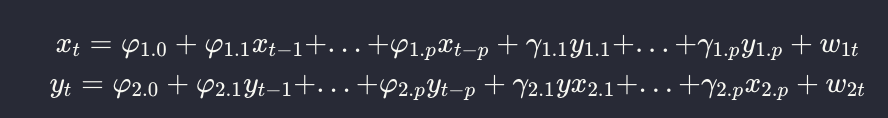 xₜ = φ₁.₀ + φ₁.₁xₜ₋₁+…+φ₁.ₚxₜ₋ₚ + γ₁.₁y₁.₁+…+γ₁.ₚy₁.ₚ + w₁ₜ
yₜ = φ₂.₀ + φ₂.₁yₜ₋₁+…+φ₂.ₚyₜ₋ₚ + γ₂.₁yx₂.₁+…+γ₂.ₚx₂.ₚ + w₂ₜ